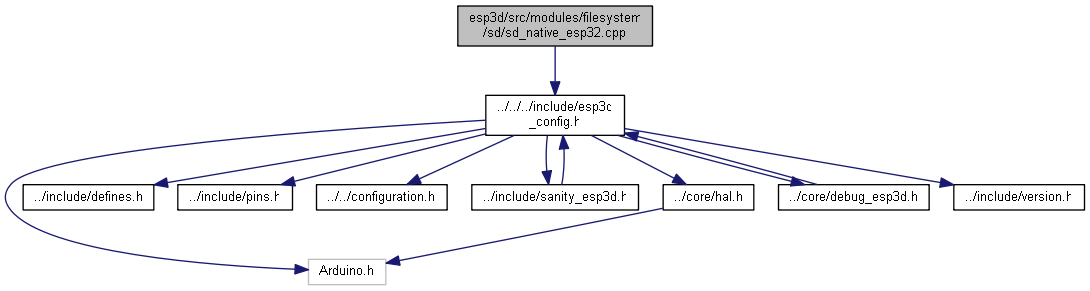 esp3d/src/modules/filesystem
/sd/sd_native_esp32.cpp
../../../include/esp3d
_config.h
../include/defines.h
../include/pins.h
../../configuration.h
../include/sanity_esp3d.h
../core/hal.h
../core/debug_esp3d.h
../include/version.h
Arduino.h